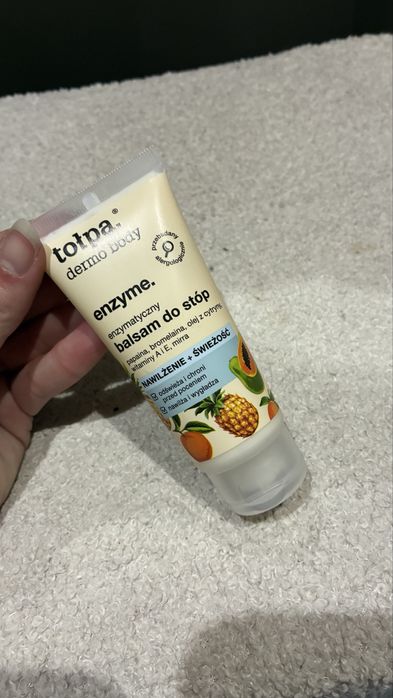 tołpa.®
dermo body
przebadany
alergologicznie
enzyme.
enzymatyczny
balsam do stóp
papaina, bromelaina, olej z cytryny,
witaminy A i E, mirra
NAWILŻENIE + ŚWIEŻOŚĆ
odświeża i chroni
przed poceniem
nawilża i wygładza